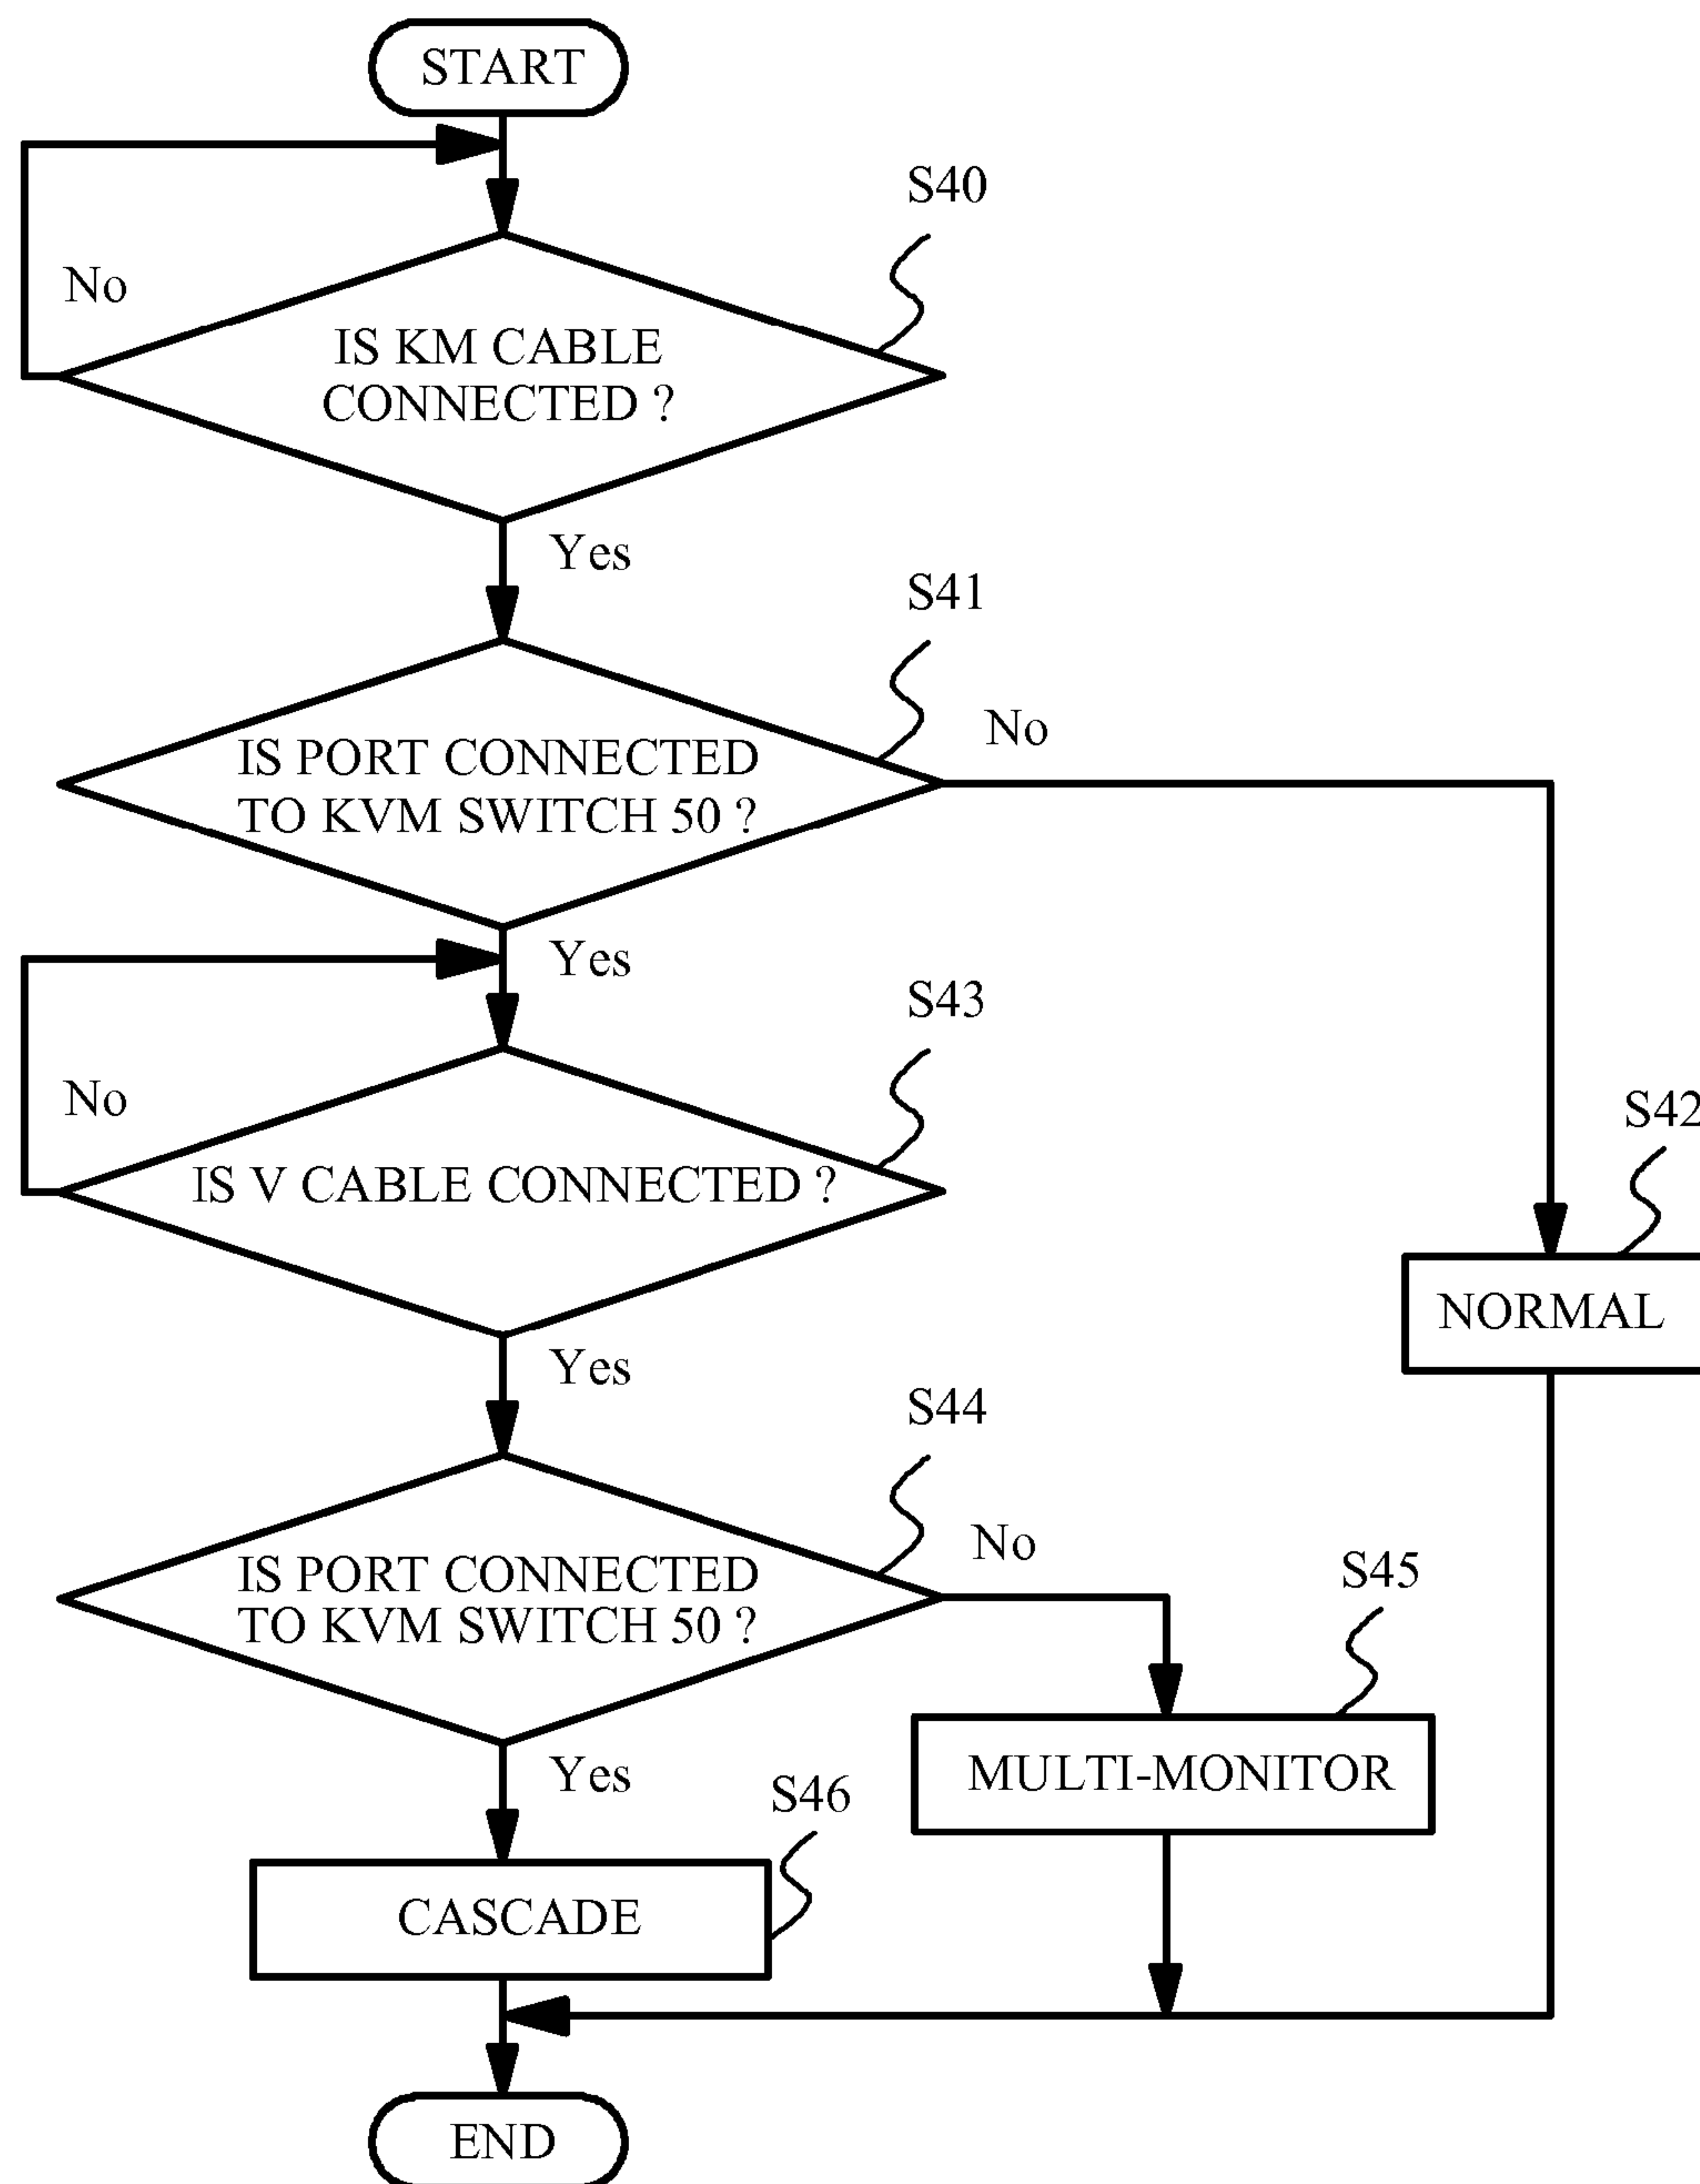 START
S40
No
IS KM CABLE
CONNECTED ?
Yes
S41
No
IS PORT CONNECTED
TO KVM SWITCH 50 ?
Yes
S43
No
IS V CABLE CONNECTED ?
S42
NORMAL
Yes
S44
No
IS PORT CONNECTED
TO KVM SWITCH 50 ?
S45
MULTI-MONITOR
Yes
S46
CASCADE
END